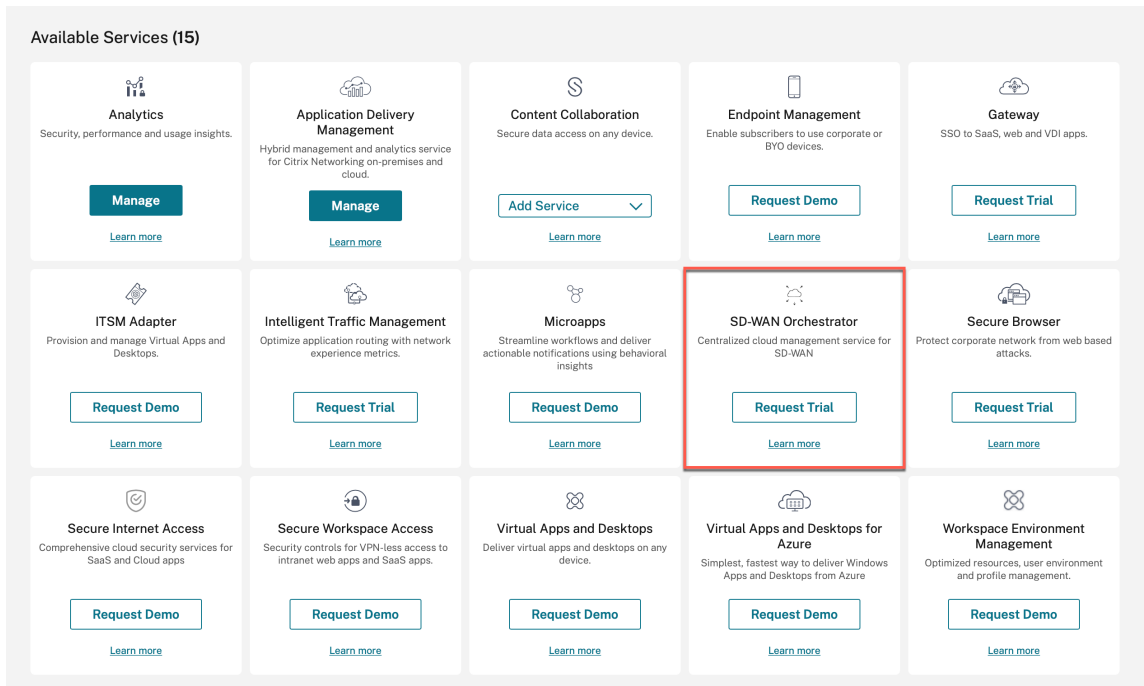 Available Services (15)
Analytics
Security, performance and usage insights.
Manage
Learn more
Application Delivery
Management
Hybrid management and analytics service
for Citrix Networking on-premises and
cloud.
Manage
Learn more
Content Collaboration
Secure data access on any device.
Add Service
Learn more
Endpoint Management
Enable subscribers to use corporate or
BYO devices.
Request Demo
Learn more
Gateway
SSO to SaaS, web and VDI apps.
Request Trial
Learn more
ITSM Adapter
Provision and manage Virtual Apps and
Desktops.
Request Demo
Learn more
Intelligent Traffic Management
Optimize application routing with network
experience metrics.
Request Trial
Learn more
Microapps
Streamline workflows and deliver
actionable notifications using behavioral
insights
Request Demo
Learn more
SD-WAN Orchestrator
Centralized cloud management service for
SD-WAN
Request Trial
Learn more
Secure Browser
Protect corporate network from web based
attacks.
Request Trial
Learn more
Secure Internet Access
Comprehensive cloud security services for
SaaS and Cloud apps
Request Demo
Learn more
Secure Workspace Access
Security controls for VPN-less access to
intranet web apps and SaaS apps.
Request Demo
Learn more
Virtual Apps and Desktops
Deliver virtual apps and desktops on any
device.
Request Demo
Learn more
Virtual Apps and Desktops for
Azure
Simplest, fastest way to deliver Windows
Apps and Desktops from Azure
Request Demo
Learn more
Workspace Environment
Management
Optimized resources, user environment
and profile management.
Request Demo
Learn more